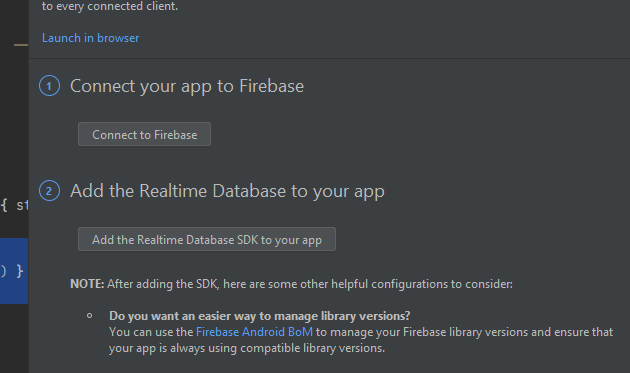 to every connected client.
Launch in browser
1 Connect your app to Firebase
Connect to Firebase
2 Add the Realtime Database to your app
{ st
Add the Realtime Database SDK to your app
) }
NOTE: After adding the SDK, here are some other helpful configurations to consider:
Do you want an easier way to manage library versions?
You can use the Firebase Android BoM to manage your Firebase library versions and ensure that
your app is always using compatible library versions.